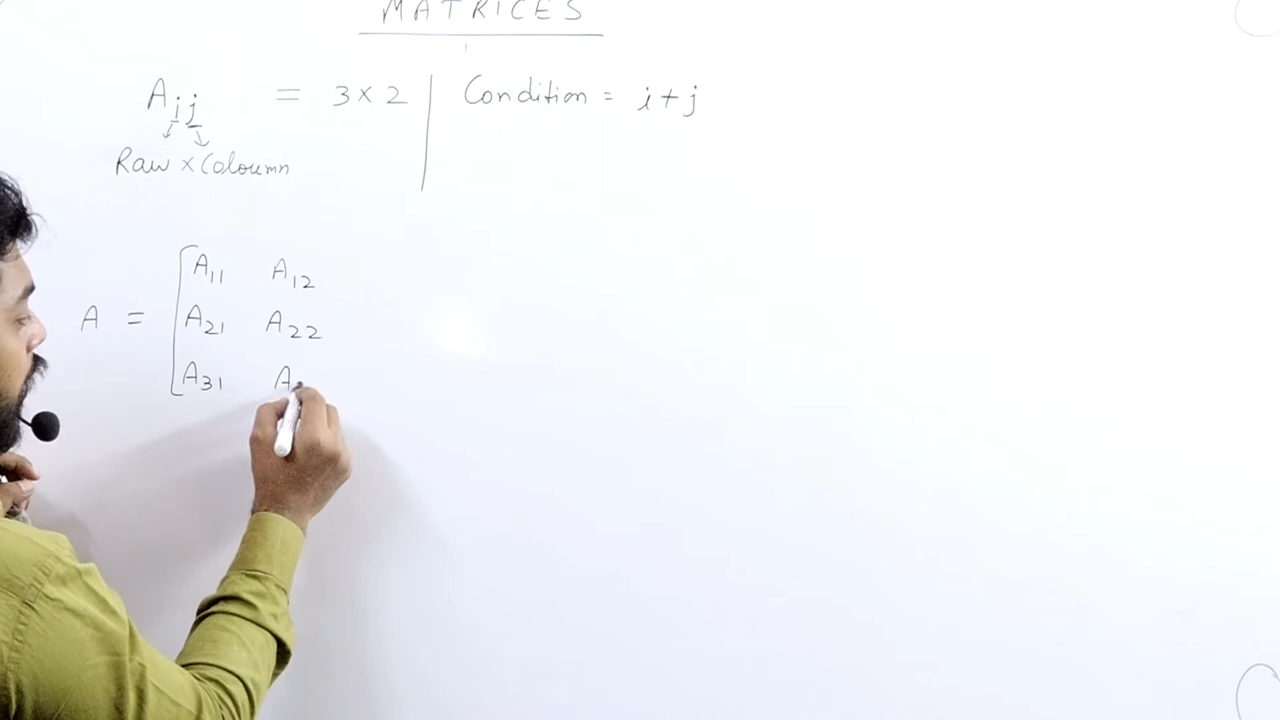 MATRICES
Aij = 3 × 2 | Condition = i + j
Raw × Coloumn
A11 A12
A = A21 A22
A31 A